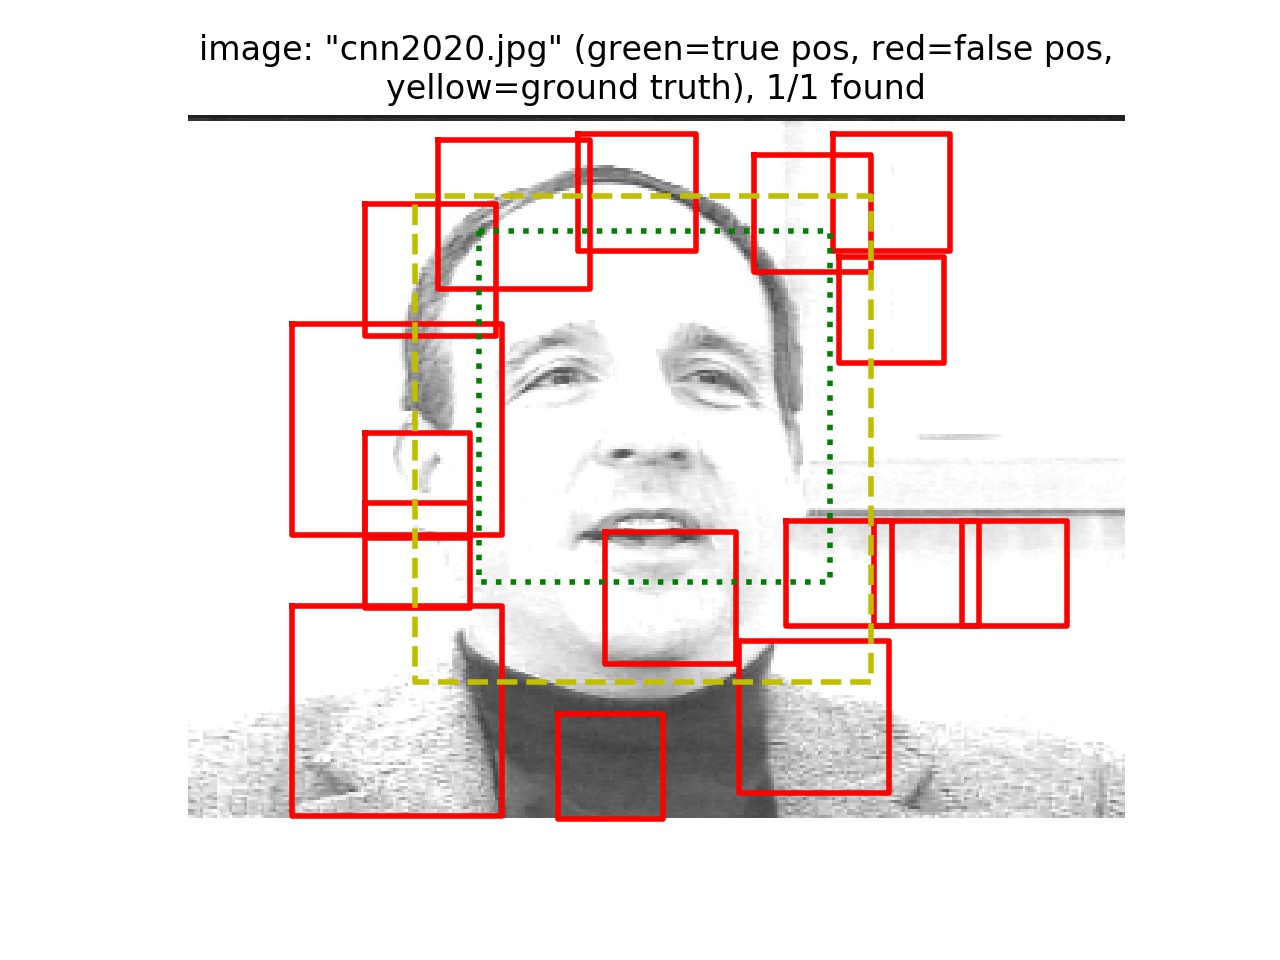 image: "cnn2020.jpg" (green=true pos, red=false pos,
yellow=ground truth), 1/1 found